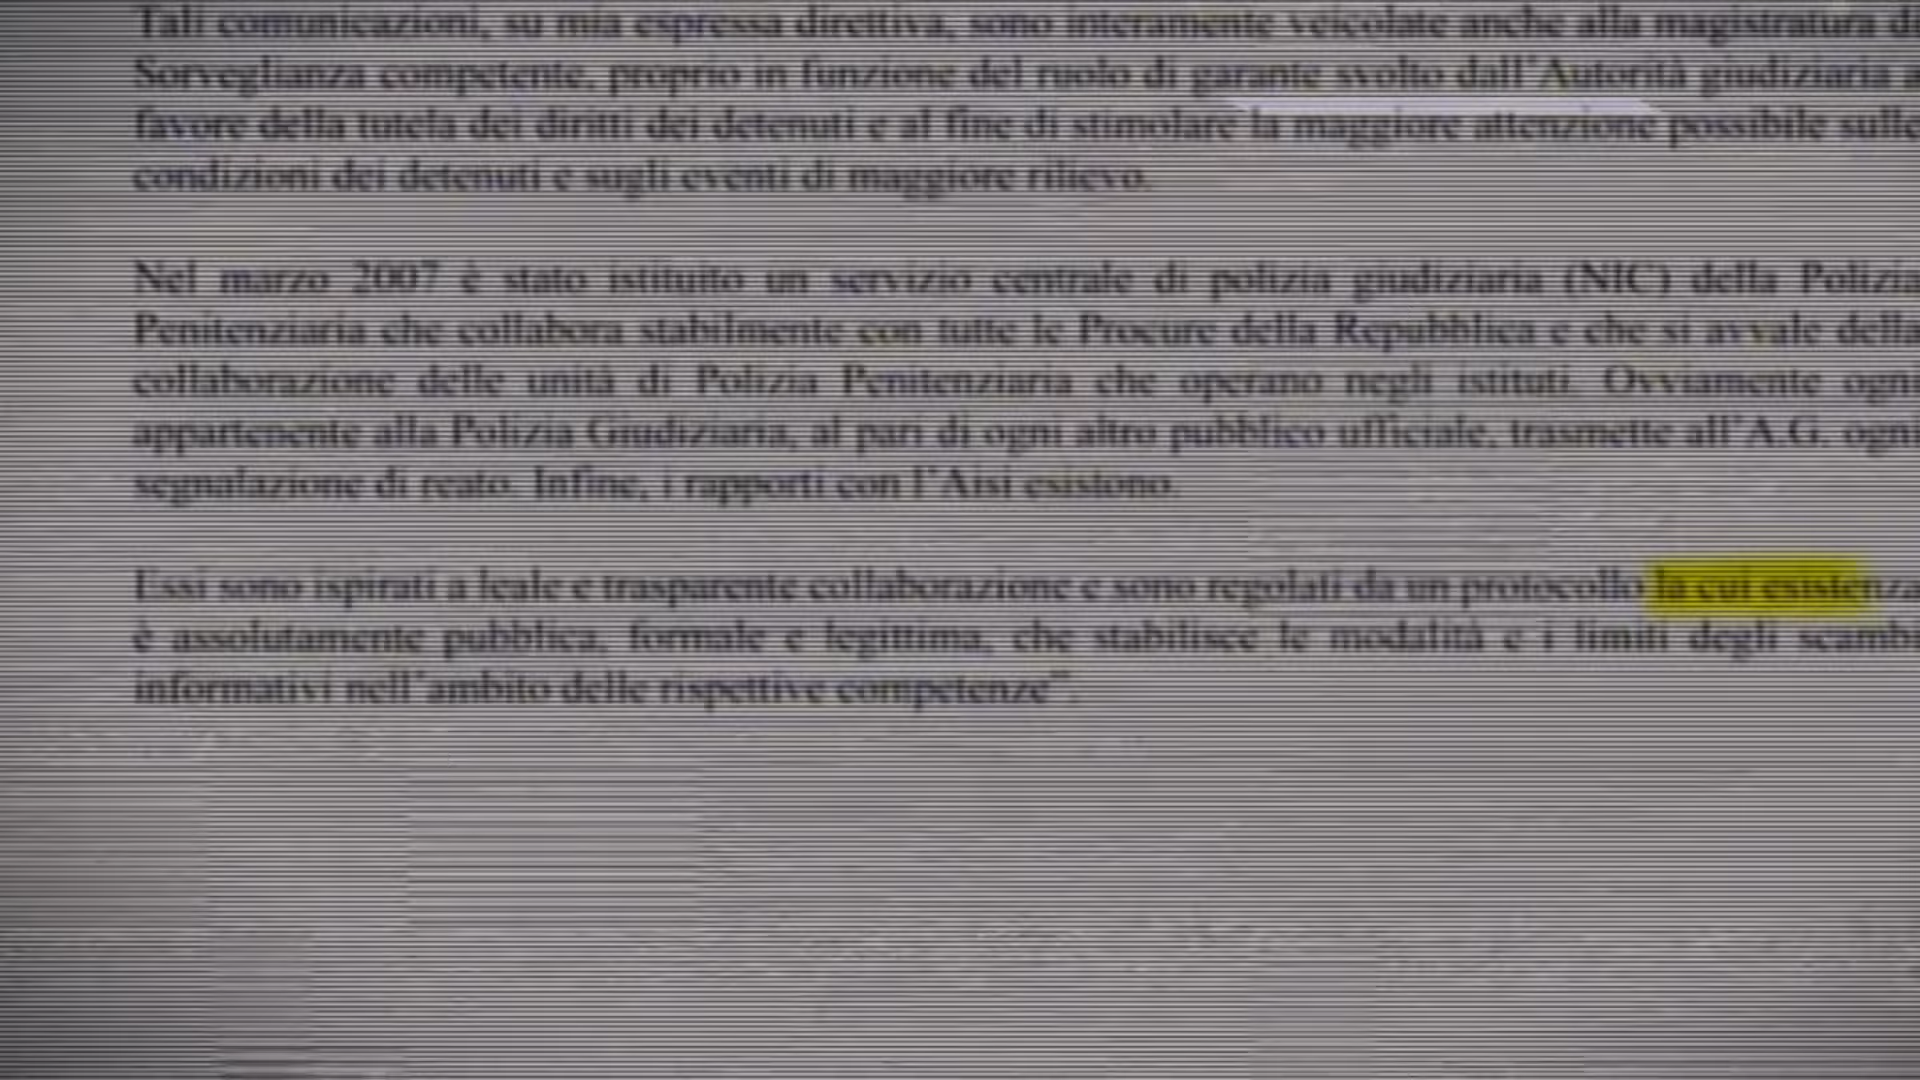 Tali comunicazioni, su mia espressa direttiva, sono interamente veicolate anche alla magistratura di
Sorveglianza competente, proprio in funzione del ruolo di garante svolto dall'Autorità giudiziaria a
favore della tutela dei diritti dei detenuti e al fine di stimolare la maggiore attenzione possibile sulle
condizioni dei detenuti e sugli eventi di maggiore rilievo.
Nel marzo 2007 è stato istituito un servizio centrale di polizia giudiziaria (NIC) della Polizia
Penitenziaria che collabora stabilmente con tutte le Procure della Repubblica e che si avvale della
collaborazione delle unità di Polizia Penitenziaria che operano negli istituti. Ovviamente ogni
appartenente alla Polizia Giudiziaria, al pari di ogni altro pubblico ufficiale, trasmette all'A.G. ogni
segnalazione di reato. Infine, i rapporti con l'Aisi esistono.
Essi sono ispirati a leale e trasparente collaborazione e sono regolati da un protocollo la cui esistenza
è assolutamente pubblica, formale e legittima, che stabilisce le modalità e i limiti degli scamb
informativi nell'ambito delle rispettive competenze".